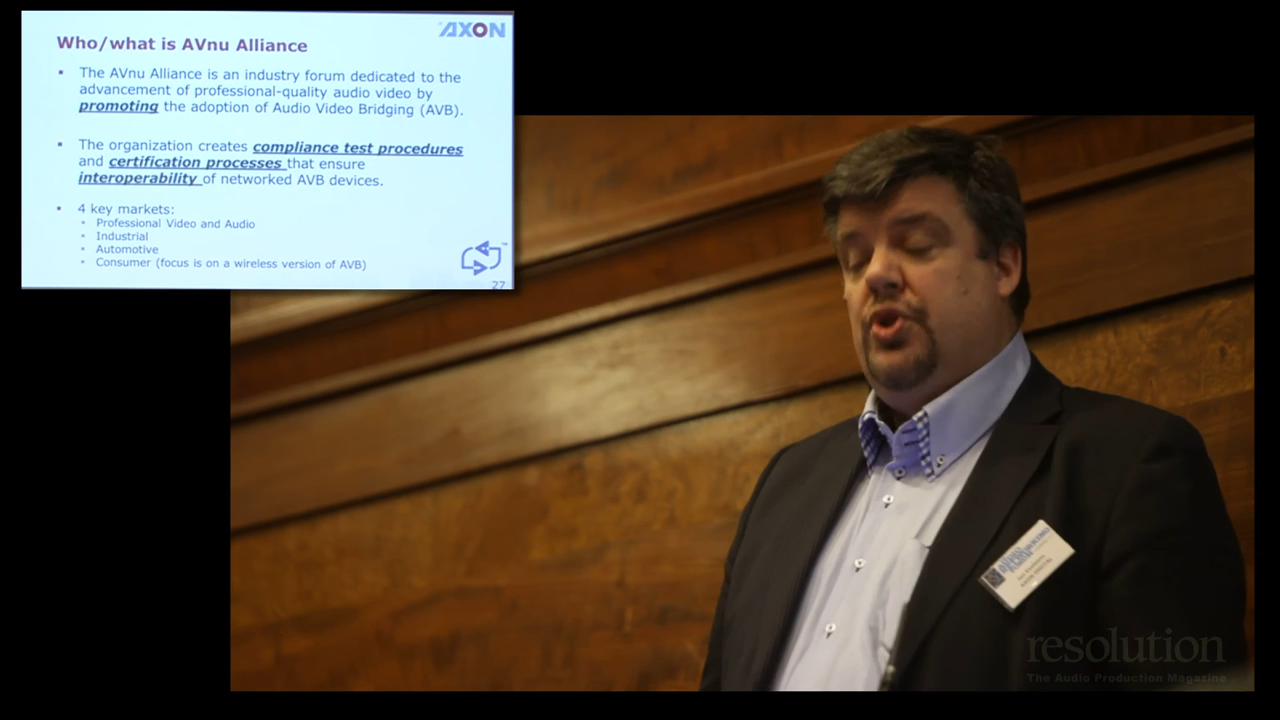 AXON
Who/what is AVnu Alliance
The AVnu Alliance is an industry forum dedicated to the
advancement of professional-quality audio video by
promoting the adoption of Audio Video Bridging (AVB).
The organization creates compliance test procedures
and certification processes that ensure
interoperability of networked AVB devices.
4 key markets:
Professional Video and Audio
Industrial
Automotive
Consumer (focus is on a wireless version of AVB)
TM
27
resolution
The Audio Production Magazine